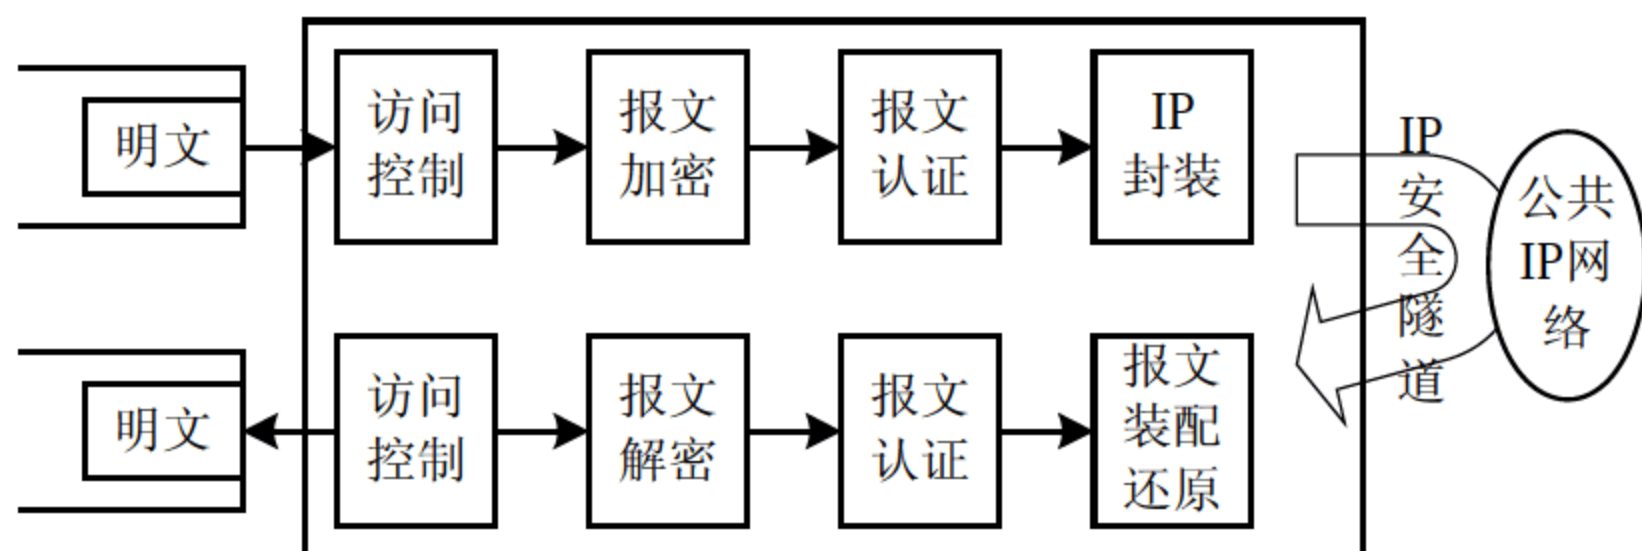 明文
访问
控制
报文
加密
报文
认证
IP
封装
IP
安
全
隧
道
公共
IP网
络
明文
访问
控制
报文
解密
报文
认证
报文
装配
还原